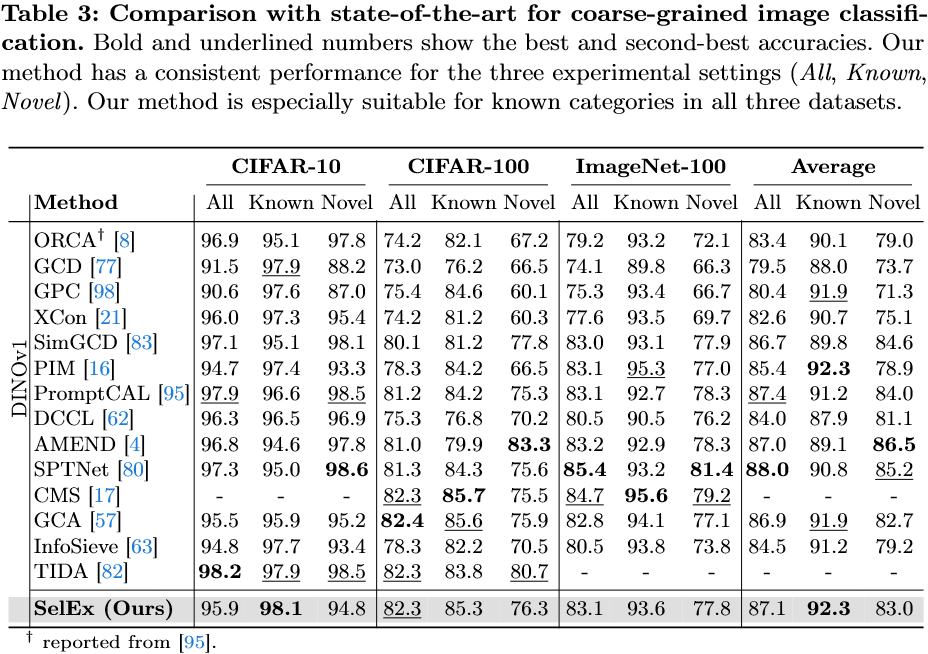 Table 3: Comparison with state-of-the-art for coarse-grained image classifi-
cation. Bold and underlined numbers show the best and second-best accuracies. Our
method has a consistent performance for the three experimental settings (All, Known,
Novel). Our method is especially suitable for known categories in all three datasets.
CIFAR-10 CIFAR-100 ImageNet-100 Average
Method All Known Novel All Known Novel All Known Novel All Known Novel
DINOv1
ORCA† [8] 96.9 95.1 97.8 74.2 82.1 67.2 79.2 93.2 72.1 83.4 90.1 79.0
GCD [77] 91.5 97.9 88.2 73.0 76.2 66.5 74.1 89.8 66.3 79.5 88.0 73.7
GPC [98] 90.6 97.6 87.0 75.4 84.6 60.1 75.3 93.4 66.7 80.4 91.9 71.3
XCon [21] 96.0 97.3 95.4 74.2 81.2 60.3 77.6 93.5 69.7 82.6 90.7 75.1
SimGCD [83] 97.1 95.1 98.1 80.1 81.2 77.8 83.0 93.1 77.9 86.7 89.8 84.6
PIM [16] 94.7 97.4 93.3 78.3 84.2 66.5 83.1 95.3 77.0 85.4 92.3 78.9
PromptCAL [95] 97.9 96.6 98.5 81.2 84.2 75.3 83.1 92.7 78.3 87.4 91.2 84.0
DCCL [62] 96.3 96.5 96.9 75.3 76.8 70.2 80.5 90.5 76.2 84.0 87.9 81.1
AMEND [4] 96.8 94.6 97.8 81.0 79.9 83.3 83.2 92.9 78.3 87.0 89.1 86.5
SPTNet [80] 97.3 95.0 98.6 81.3 84.3 75.6 85.4 93.2 81.4 88.0 90.8 85.2
CMS [17] - - - 82.3 85.7 75.5 84.7 95.6 79.2 - - -
GCA [57] 95.5 95.9 95.2 82.4 85.6 75.9 82.8 94.1 77.1 86.9 91.9 82.7
InfoSieve [63] 94.8 97.7 93.4 78.3 82.2 70.5 80.5 93.8 73.8 84.5 91.2 79.2
TIDA [82] 98.2 97.9 98.5 82.3 83.8 80.7 - - - - - -
SelEx (Ours) 95.9 98.1 94.8 82.3 85.3 76.3 83.1 93.6 77.8 87.1 92.3 83.0
† reported from [95].